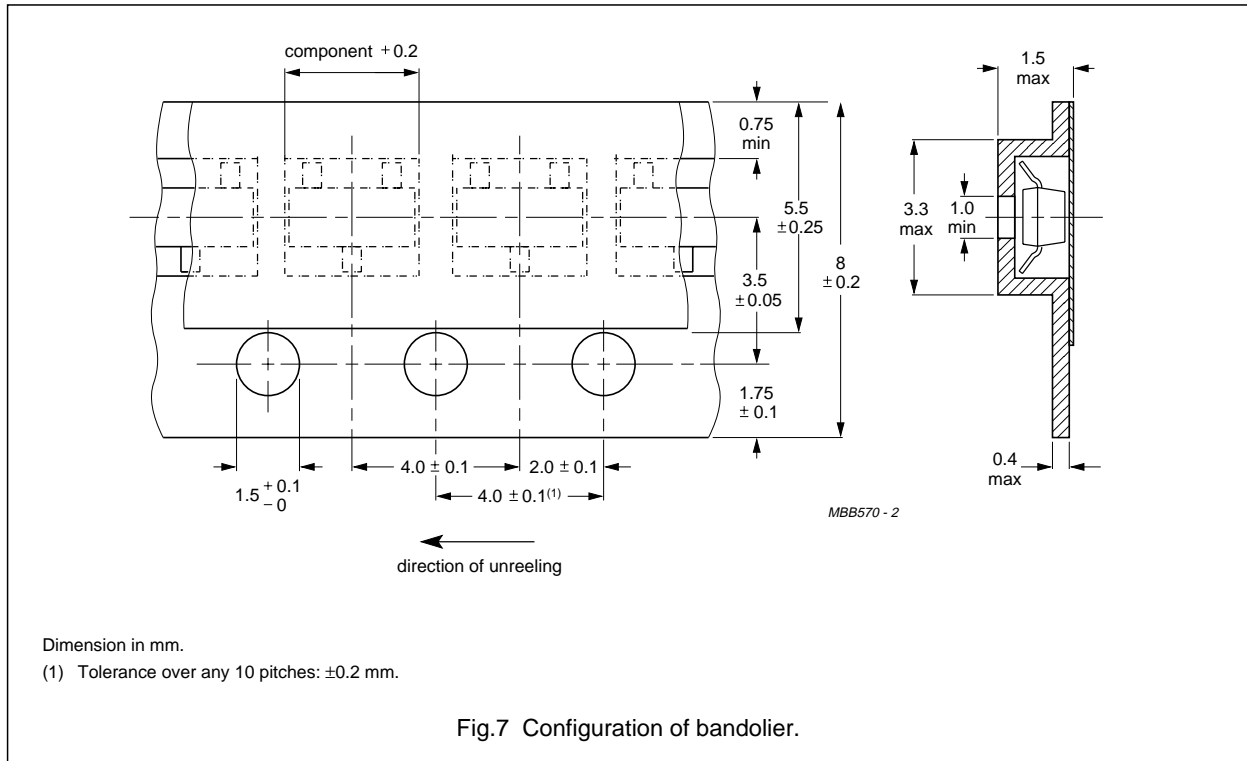 component +0.2
1.5
max
0.75
min
5.5
±0.25
3.3
max
1.0
min
8
±0.2
3.5
±0.05
1.75
± 0.1
4.0 ± 0.1
2.0 ± 0.1
0.4
max
1.5 +0.1 −0
4.0 ±0.1(1)
MBB570 - 2
direction of unreeling
Dimension in mm.
(1) Tolerance over any 10 pitches: ±0.2 mm.
Fig.7 Configuration of bandolier.